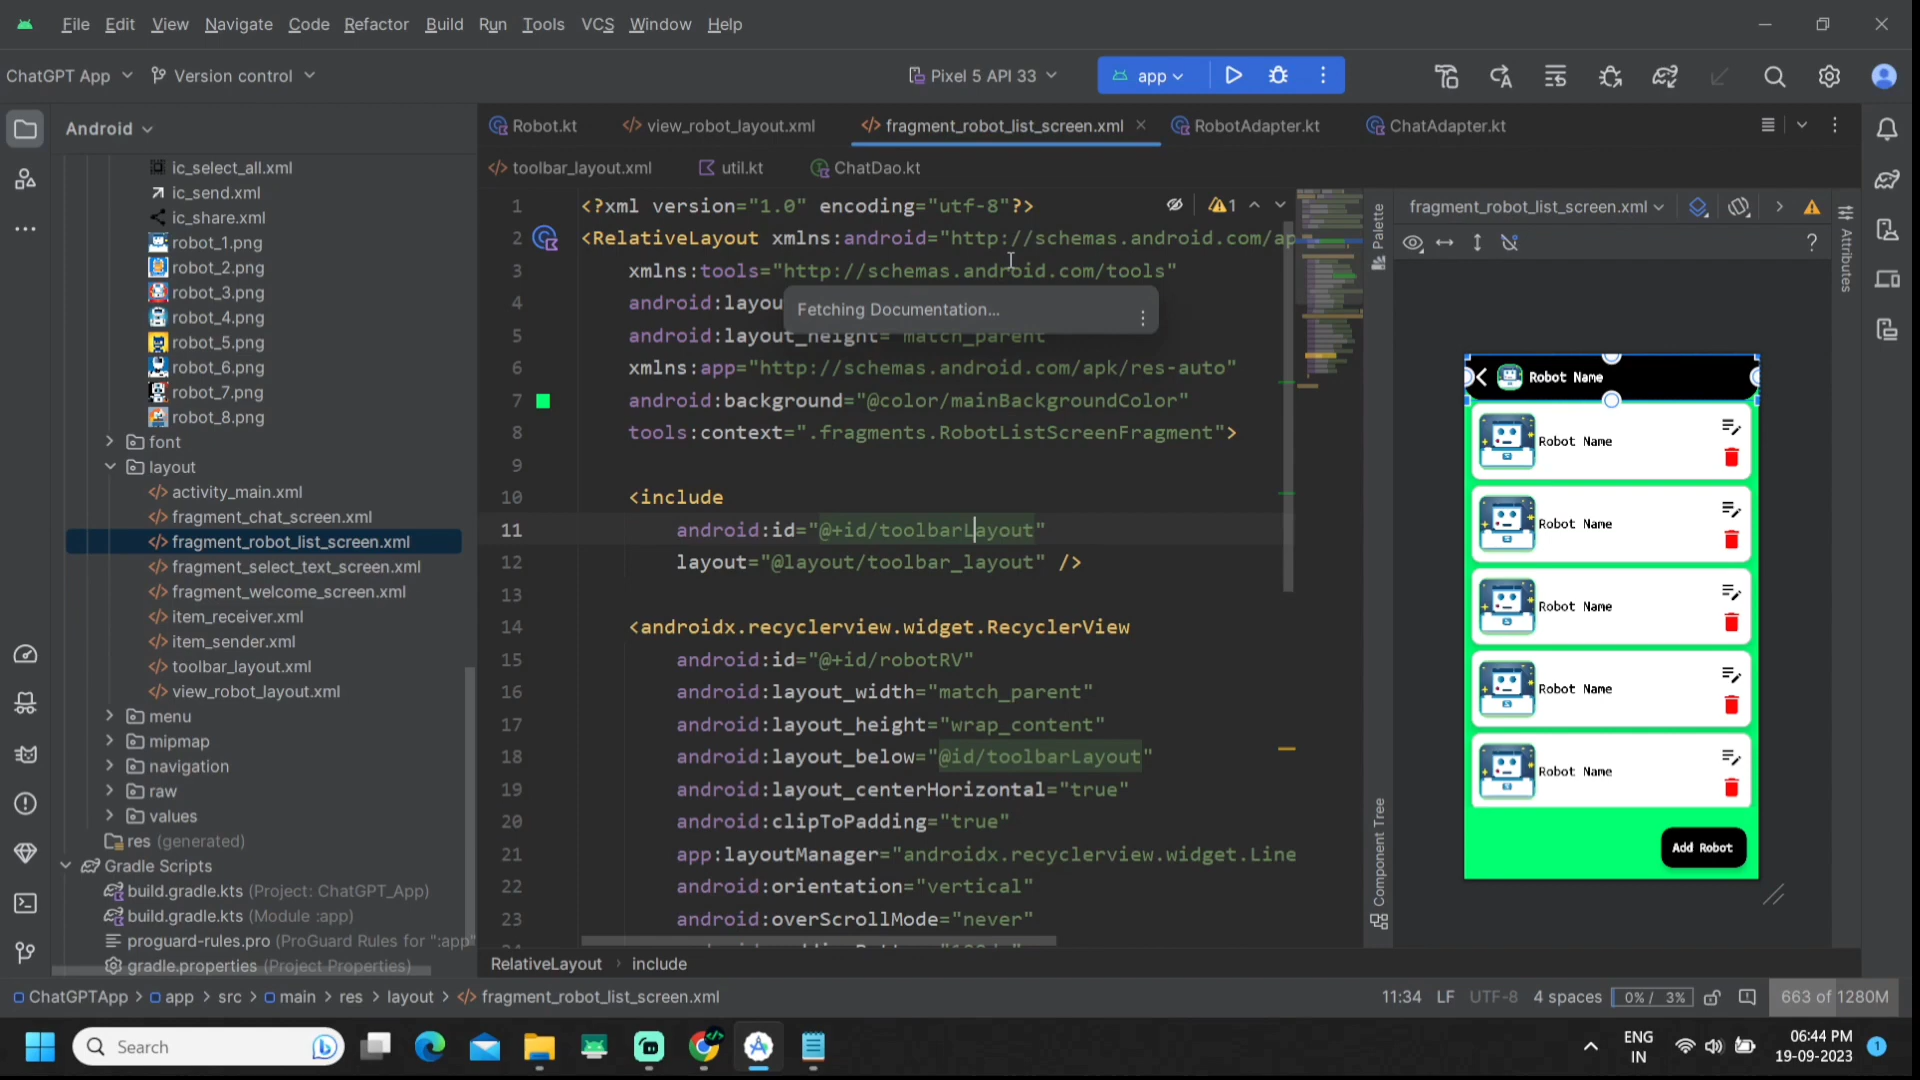 File Edit View Navigate Code Refactor Build Run Tools VCS Window Help
ChatGPT App Version control Pixel 5 API 33 app
Android
ic_select_all.xml
ic_send.xml
ic_share.xml
robot_1.png
robot_2.png
robot_3.png
robot_4.png
robot_5.png
robot_6.png
robot_7.png
robot_8.png
font
layout
activity_main.xml
fragment_chat_screen.xml
fragment_robot_list_screen.xml
fragment_select_text_screen.xml
fragment_welcome_screen.xml
item_receiver.xml
item_sender.xml
toolbar_layout.xml
view_robot_layout.xml
menu
mipmap
navigation
raw
values
res (generated)
Gradle Scripts
build.gradle.kts (Project: ChatGPT_App)
build.gradle.kts (Module :app)
proguard-rules.pro (ProGuard Rules for ":app"
gradle.properties (Project Properties)
Robot.kt view_robot_layout.xml fragment_robot_list_screen.xml RobotAdapter.kt ChatAdapter.kt
toolbar_layout.xml util.kt ChatDao.kt
1 <?xml version="1.0" encoding="utf-8"?> 1
2 <RelativeLayout xmlns:android="http://schemas.android.com/ap
3 xmlns:tools="http://schemas.android.com/tools"
4 android:layou
Fetching Documentation...
5 android:layout_height="match_parent"
6 xmlns:app="http://schemas.android.com/apk/res-auto"
7 android:background="@color/mainBackgroundColor"
8 tools:context=".fragments.RobotListScreenFragment">
9
10 <include
11 android:id="@+id/toolbarLayout"
12 layout="@layout/toolbar_layout" />
13
14 <androidx.recyclerview.widget.RecyclerView
15 android:id="@+id/robotRV"
16 android:layout_width="match_parent"
17 android:layout_height="wrap_content"
18 android:layout_below="@id/toolbarLayout"
19 android:layout_centerHorizontal="true"
20 android:clipToPadding="true"
21 app:layoutManager="androidx.recyclerview.widget.Line
22 android:orientation="vertical"
23 android:overScrollMode="never"
RelativeLayout › include
Palette
Component Tree
fragment_robot_list_screen.xml
?
Attributes
Robot Name
Robot Name
Robot Name
Robot Name
Robot Name
Robot Name
Add Robot
ChatGPTApp > app > src > main > res > layout > fragment_robot_list_screen.xml 11:34 LF UTF-8 4 spaces 0% / 3% 663 of 1280M
Search
ENG
IN
06:44 PM
19-09-2023
1